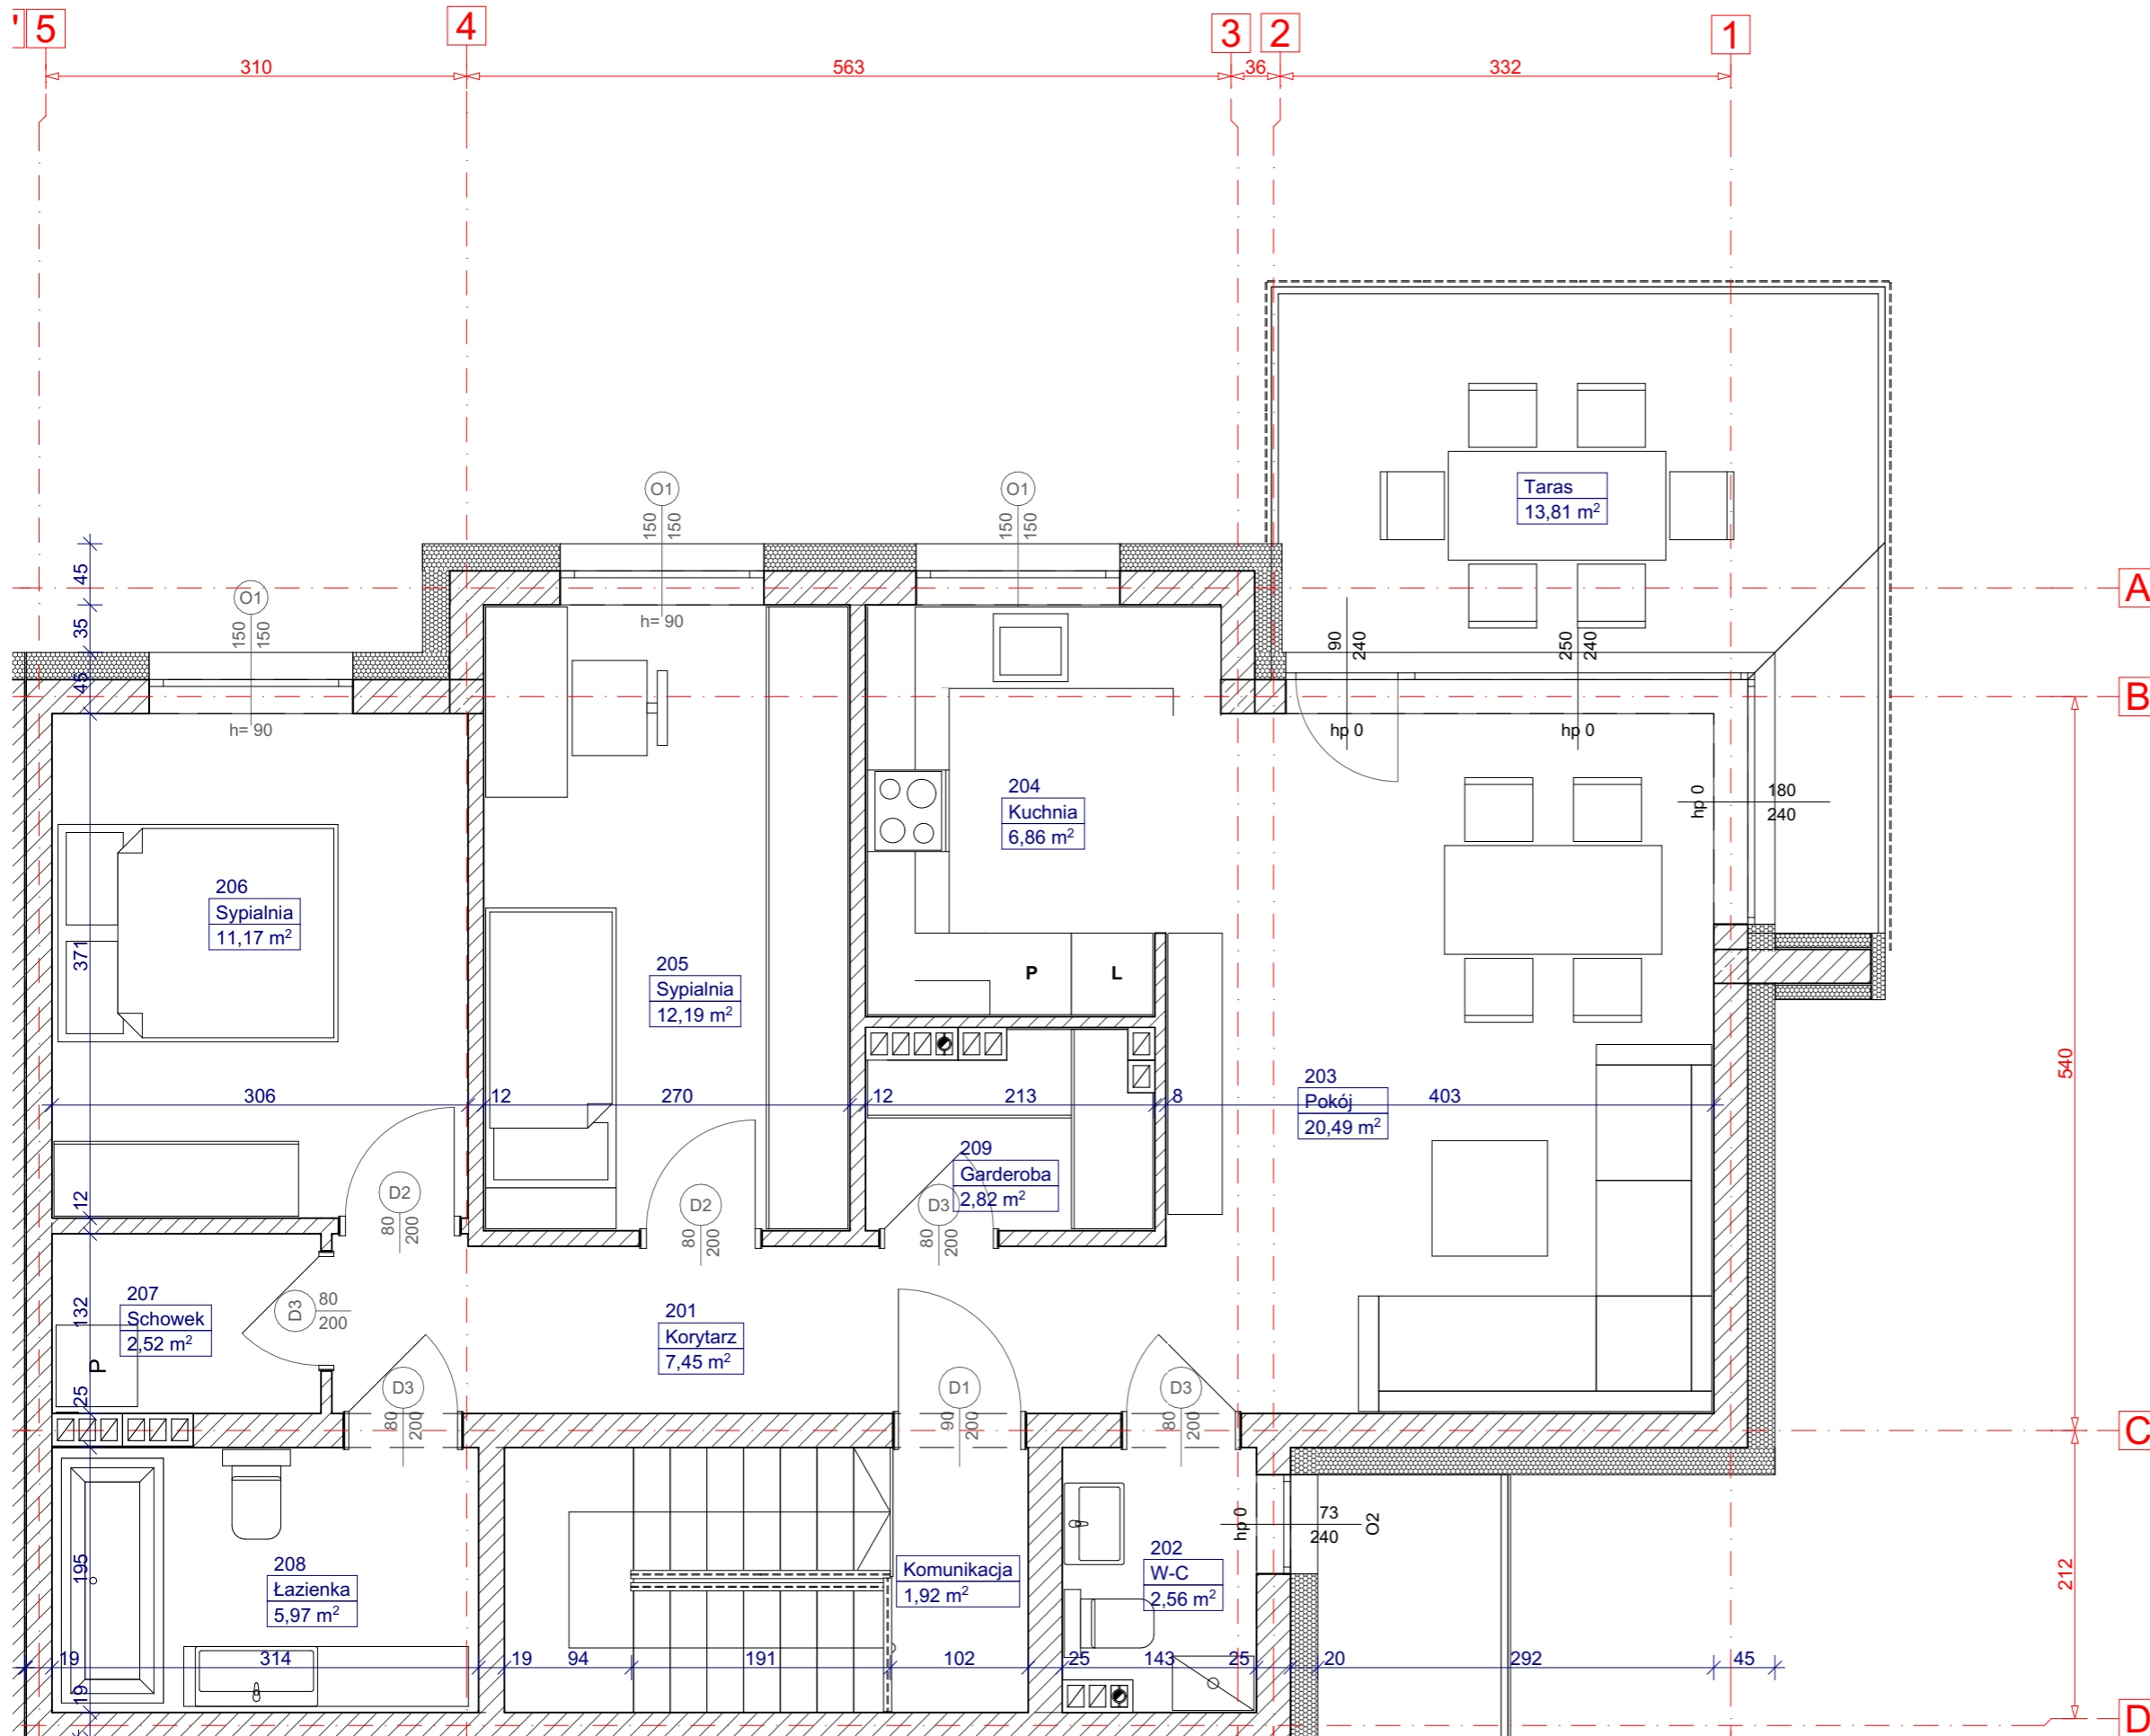 5
4
3
2
1
310
563
36
332
Taras
13,81 m²
O1
150
150
O1
150
150
O1
150
150
h= 90
h= 90
45
35
45
A
B
90
240
250
240
hp 0
hp 0
hp 0
180
240
204
Kuchnia
6,86 m²
206
Sypialnia
11,17 m²
371
205
Sypialnia
12,19 m²
P
L
540
203
Pokój
20,49 m²
306
12
270
12
213
8
403
209
Garderoba
2,82 m²
12
D2
80
200
D2
80
200
D3
80
200
207
Schowek
2,52 m²
132
P
D3
80
200
201
Korytarz
7,45 m²
25
D3
80
200
D1
90
200
D3
80
200
C
hp 0
73
240
O2
195
208
Łazienka
5,97 m²
Komunikacja
1,92 m²
202
W-C
2,56 m²
212
19
314
19
94
191
102
25
143
25
20
292
45
19
D